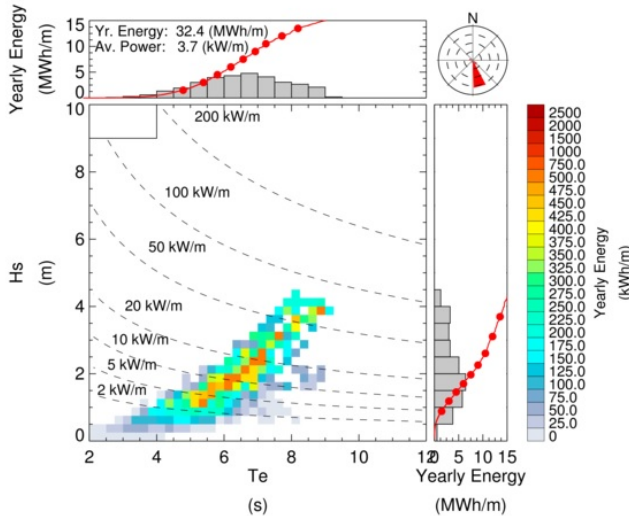 Yearly Energy
(MWh/m)
15
10
5
0
Yr. Energy: 32.4 (MWh/m)
Av. Power: 3.7 (kW/m)
N
Hs
(m)
10
8
6
4
2
0
200 kW/m
100 kW/m
50 kW/m
20 kW/m
10 kW/m
5 kW/m
2 kW/m
2 4 6 8 10 12
Te
(s)
0 5 10 15
Yearly Energy
(MWh/m)
2500
1000
2500
1000
500.0
475.0
450.0
425.0
400.0
375.0
350.0
325.0
300.0
275.0
250.0
225.0
200.0
175.0
150.0
125.0
100.0
75.0
50.0
25.0
0
Yearly Energy
(kWh/m)